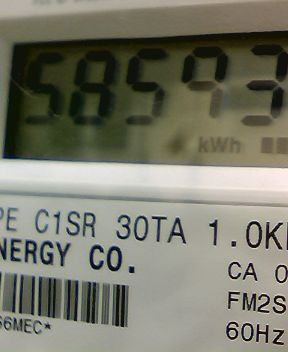 58593
kWh
PE C1SR 30TA 1.0K
NERGY CO.
CA 0
FM2S
66MEC*
60Hz